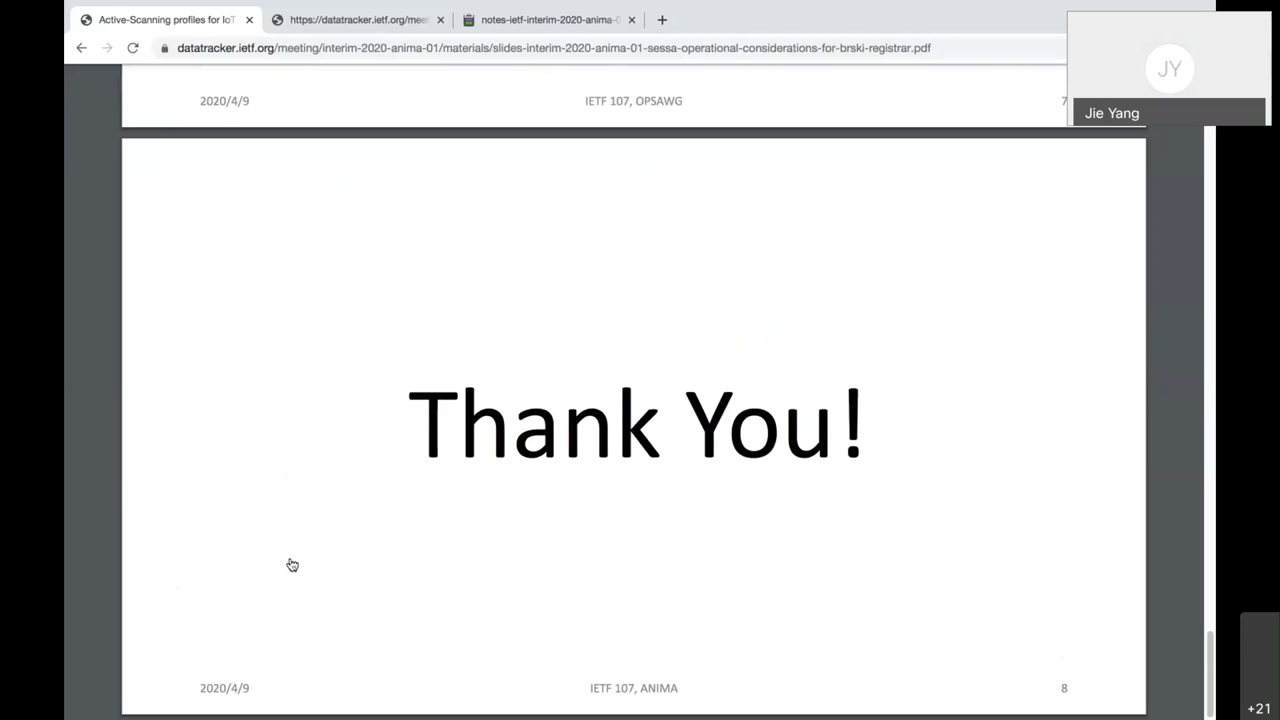 Active-Scanning profiles for IoT
https://datatracker.ietf.org/mee
notes-ietf-interim-2020-anima-0
datatracker.ietf.org/meeting/interim-2020-anima-01/materials/slides-interim-2020-anima-01-sessa-operational-considerations-for-brski-registrar.pdf
JY
Jie Yang
2020/4/9
IETF 107, OPSAWG
7
Thank You!
2020/4/9
IETF 107, ANIMA
8
+21